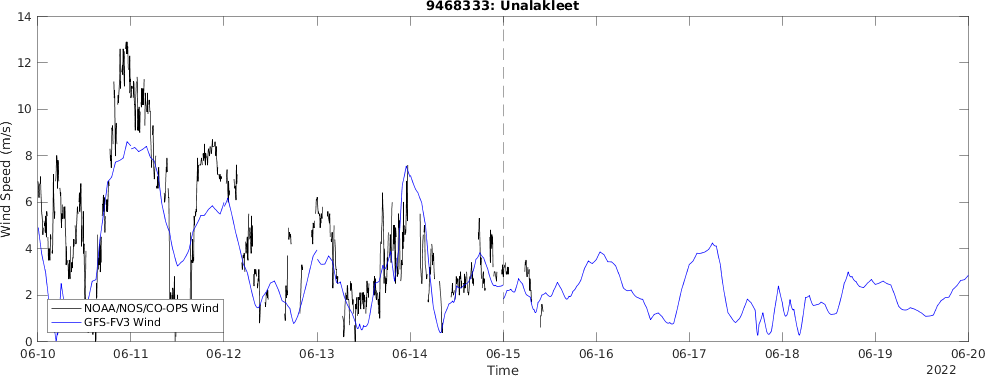 9468333: Unalakleet
14
12
10
8
6
4
2
0
Wind Speed (m/s)
NOAA/NOS/CO-OPS Wind
GFS-FV3 Wind
06-10 06-11 06-12 06-13 06-14 06-15 06-16 06-17 06-18 06-19 06-20
Time
2022